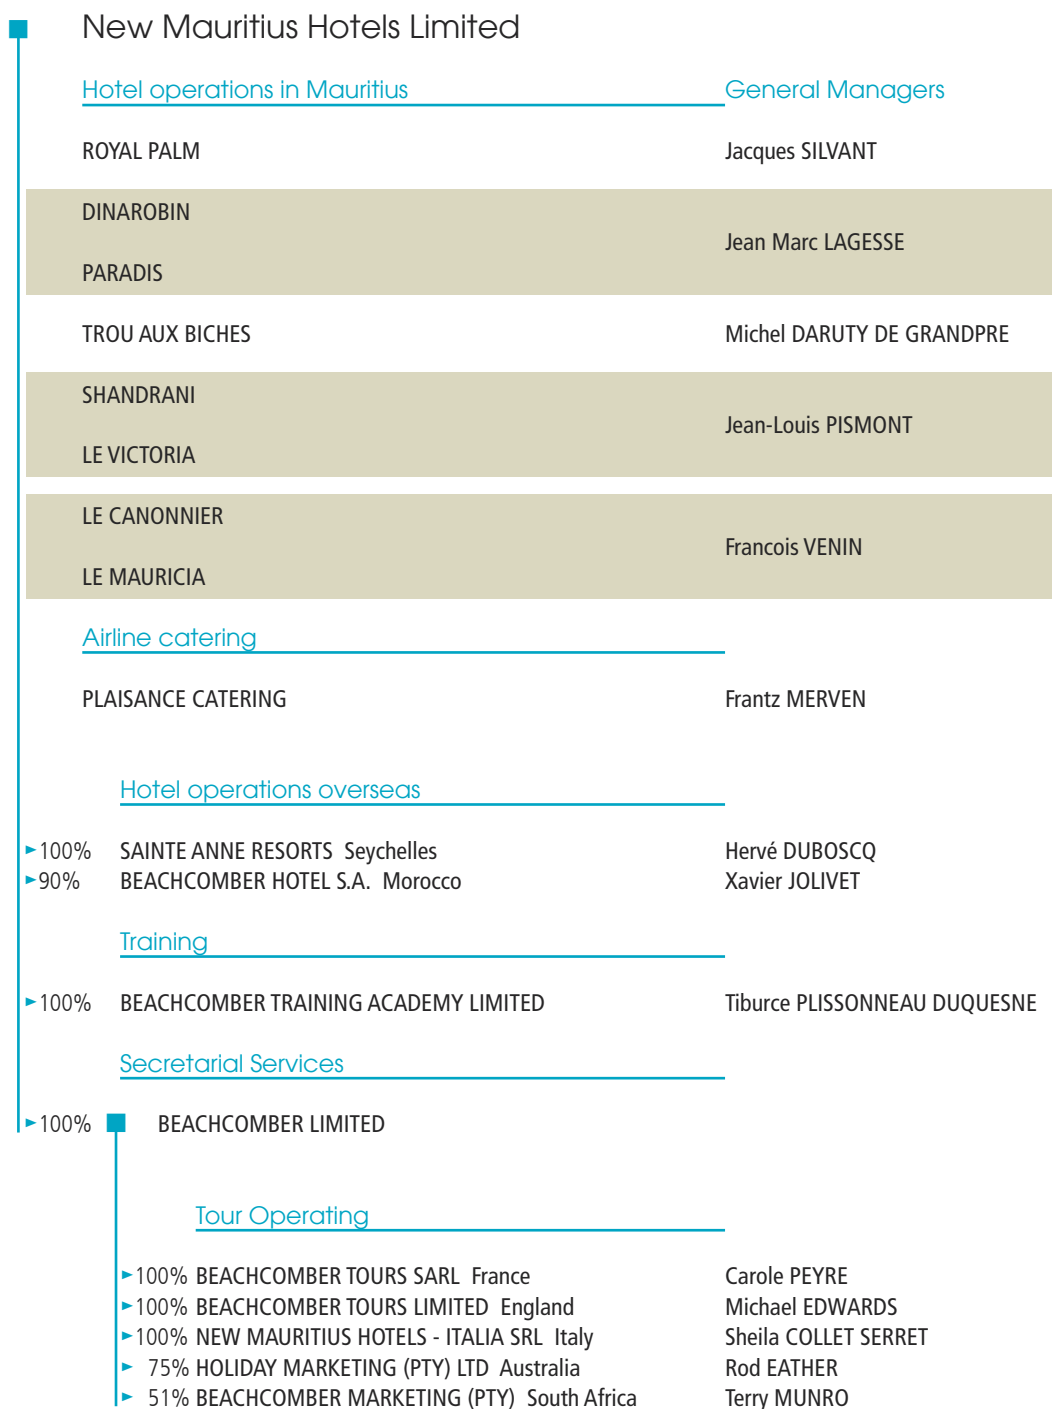 New Mauritius Hotels Limited
Hotel operations in Mauritius General Managers
ROYAL PALM Jacques SILVANT
DINAROBIN
Jean Marc LAGESSE
PARADIS
TROU AUX BICHES Michel DARUTY DE GRANDPRE
SHANDRANI
Jean-Louis PISMONT
LE VICTORIA
LE CANONNIER
Francois VENIN
LE MAURICIA
Airline catering
PLAISANCE CATERING Frantz MERVEN
Hotel operations overseas
►100% SAINTE ANNE RESORTS Seychelles Hervé DUBOSCQ
►90% BEACHCOMBER HOTEL S.A. Morocco Xavier JOLIVET
Training
►100% BEACHCOMBER TRAINING ACADEMY LIMITED Tiburce PLISSONNEAU DUQUESNE
Secretarial Services
►100% BEACHCOMBER LIMITED
Tour Operating
►100% BEACHCOMBER TOURS SARL France Carole PEYRE
►100% BEACHCOMBER TOURS LIMITED England Michael EDWARDS
►100% NEW MAURITIUS HOTELS - ITALIA SRL Italy Sheila COLLET SERRET
► 75% HOLIDAY MARKETING (PTY) LTD Australia Rod EATHER
► 51% BEACHCOMBER MARKETING (PTY) South Africa Terry MUNRO